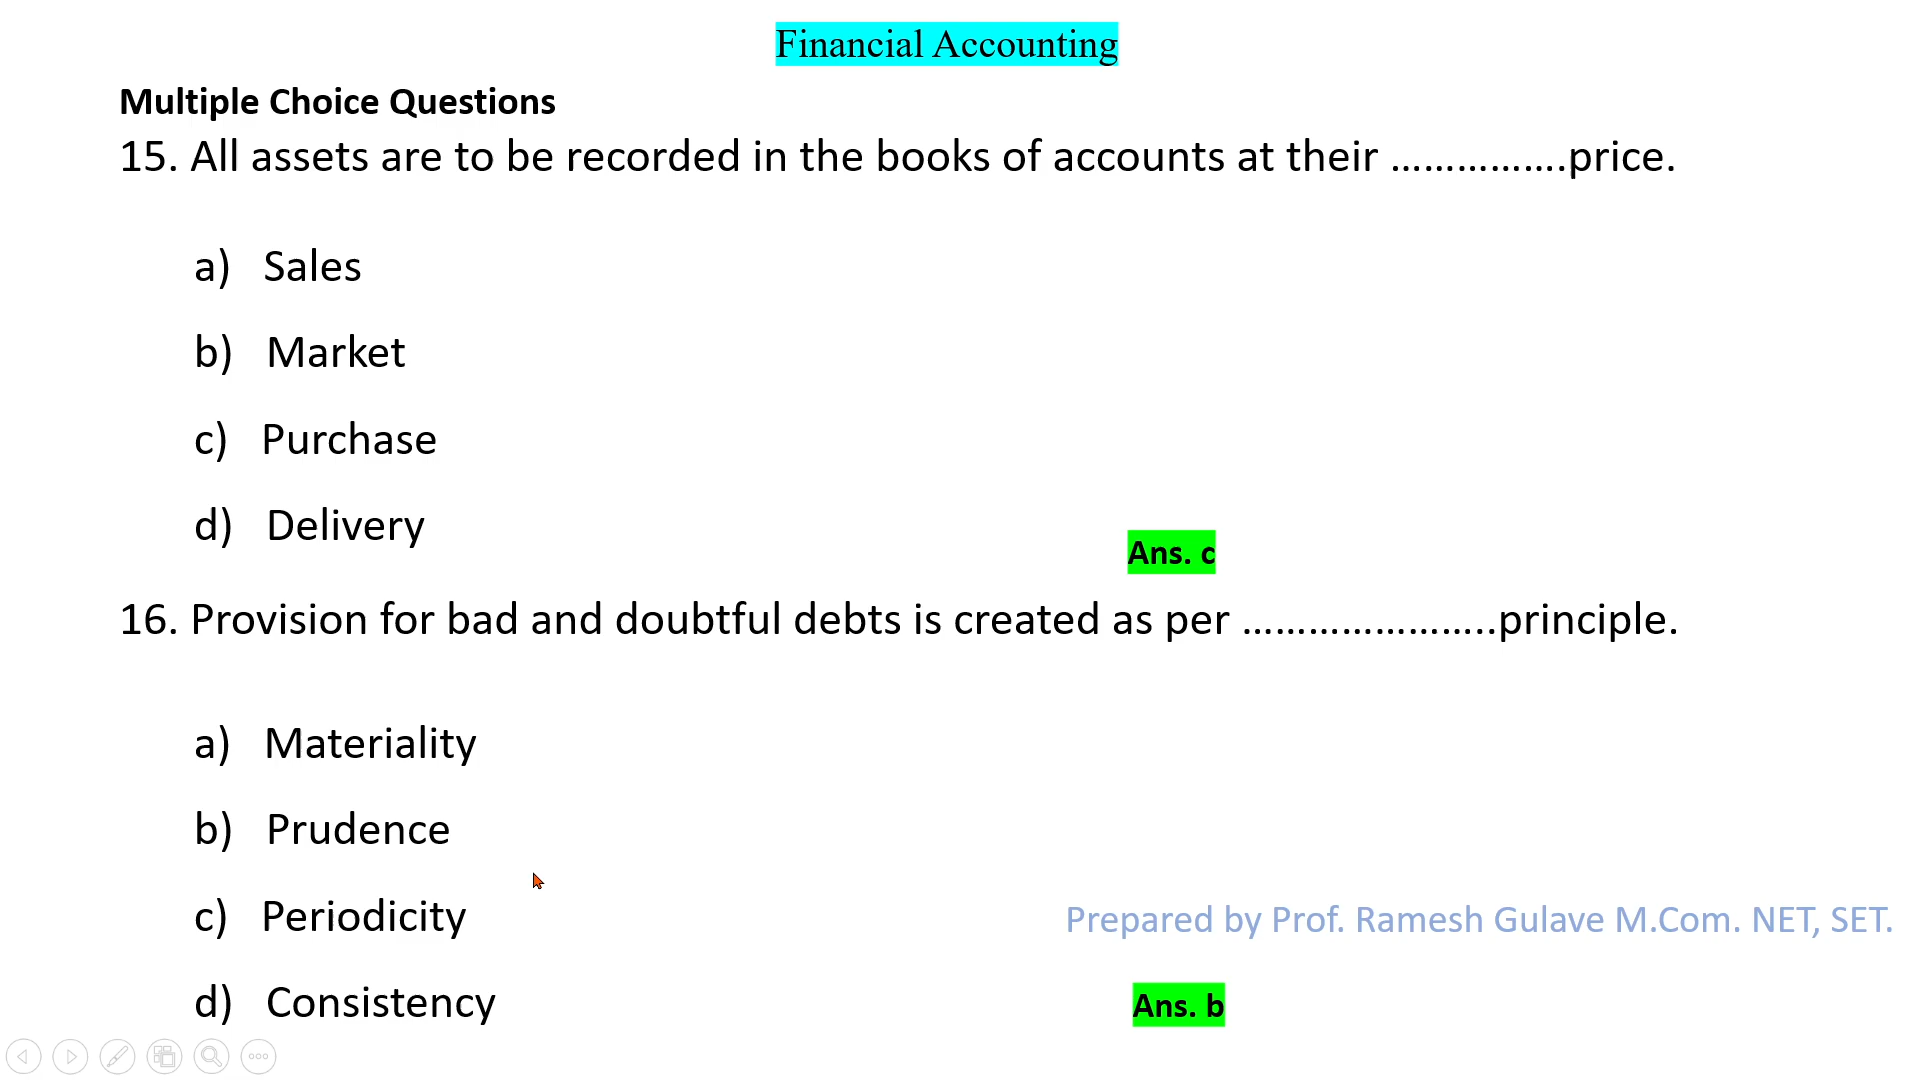 Financial Accounting
Multiple Choice Questions
15. All assets are to be recorded in the books of accounts at their …………….price.
a) Sales
b) Market
c) Purchase
d) Delivery
Ans. c
16. Provision for bad and doubtful debts is created as per …………………..principle.
a) Materiality
b) Prudence
c) Periodicity
Prepared by Prof. Ramesh Gulave M.Com. NET, SET.
d) Consistency
Ans. b